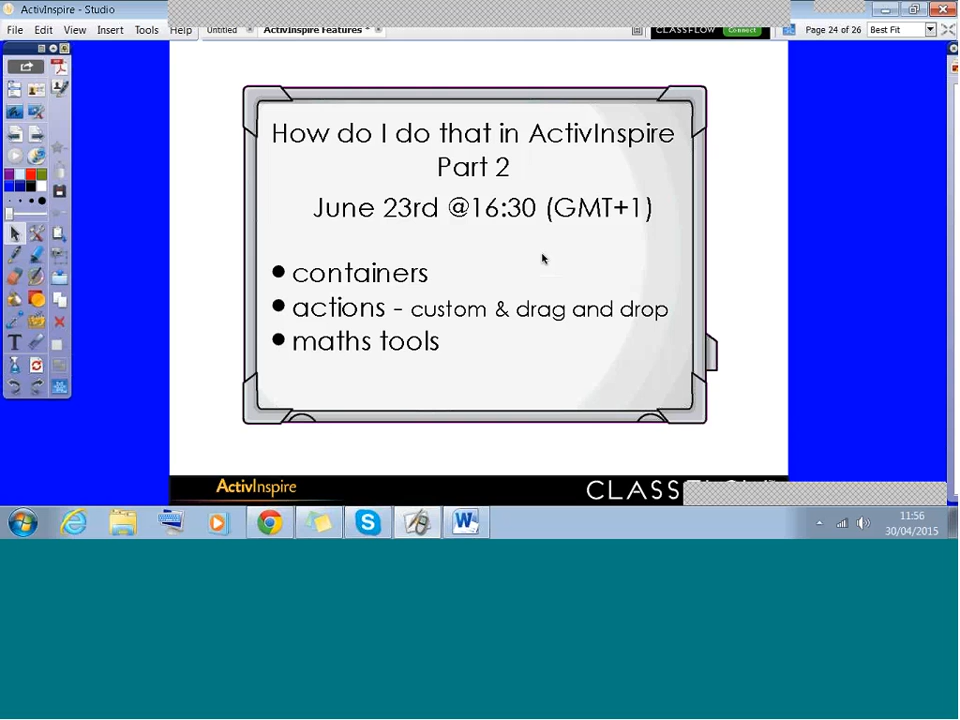 ActivInspire - Studio
File Edit View Insert Tools Help Untitled ActivInspire Features * CLASSFLOW Connect Page 24 of 26 Best Fit
How do I do that in ActivInspire
Part 2
June 23rd @16:30 (GMT+1)
• containers
• actions - custom & drag and drop
• maths tools
ActivInspire
11:56
30/04/2015